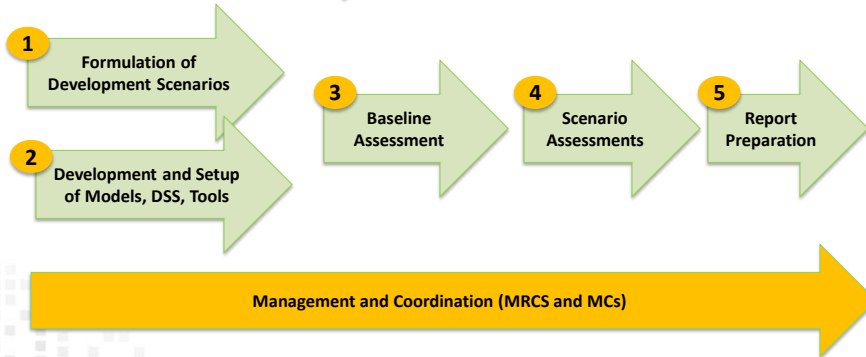 1
Formulation of
Development Scenarios
2
Development and Setup
of Models, DSS, Tools
3
Baseline
Assessment
4
Scenario
Assessments
5
Report
Preparation
Management and Coordination (MRCS and MCs)